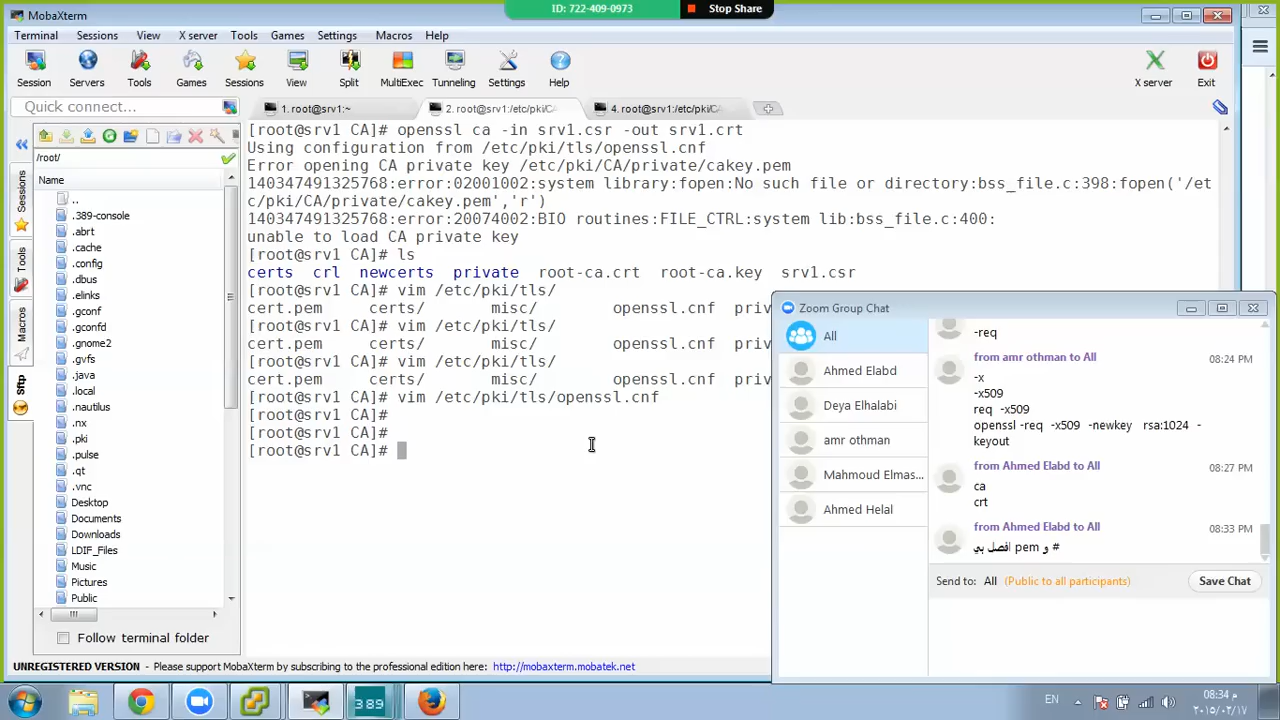 ID: 722-409-0973
Stop Share
MobaXterm
Terminal Sessions View X server Tools Games Settings Macros Help
Session Servers Tools Games Sessions View Split MultiExec Tunneling Settings Help X server Exit
Quick connect...
1. root@srv1:~
2. root@srv1:/etc/pki/CA
4. root@srv1:/etc/pki/CA
/root/
Name
..
.389-console
.abrt
.cache
.config
.dbus
.elinks
.gconf
.gconfd
.gnome2
.gvfs
.java
.local
.nautilus
.nx
.pki
.pulse
.qt
.vnc
Desktop
Documents
Downloads
LDIF_Files
Music
Pictures
Public
Follow terminal folder
Sessions
Tools
Macros
Sftp
[root@srv1 CA]# openssl ca -in srv1.csr -out srv1.crt
Using configuration from /etc/pki/tls/openssl.cnf
Error opening CA private key /etc/pki/CA/private/cakey.pem
140347491325768:error:02001002:system library:fopen:No such file or directory:bss_file.c:398:fopen('/et
c/pki/CA/private/cakey.pem','r')
140347491325768:error:20074002:BIO routines:FILE_CTRL:system lib:bss_file.c:400:
unable to load CA private key
[root@srv1 CA]# ls
certs crl newcerts private root-ca.crt root-ca.key srv1.csr
[root@srv1 CA]# vim /etc/pki/tls/
cert.pem certs/ misc/ openssl.cnf priv
[root@srv1 CA]# vim /etc/pki/tls/
cert.pem certs/ misc/ openssl.cnf priv
[root@srv1 CA]# vim /etc/pki/tls/
cert.pem certs/ misc/ openssl.cnf priv
[root@srv1 CA]# vim /etc/pki/tls/openssl.cnf
[root@srv1 CA]#
[root@srv1 CA]#
[root@srv1 CA]#
Zoom Group Chat
All
Ahmed Elabd
Deya Elhalabi
amr othman
Mahmoud Elmas...
Ahmed Helal
-req
from amr othman to All 08:24 PM
-x
-x509
req -x509
openssl -req -x509 -newkey rsa:1024 -
keyout
from Ahmed Elabd to All 08:27 PM
ca
crt
from Ahmed Elabd to All 08:33 PM
افصل بي pem و #
Send to: All (Public to all participants)
Save Chat
UNREGISTERED VERSION - Please support MobaXterm by subscribing to the professional edition here: http://mobaxterm.mobatek.net
389
EN
08:34 م
٢٠١٥/٠٢/١٧